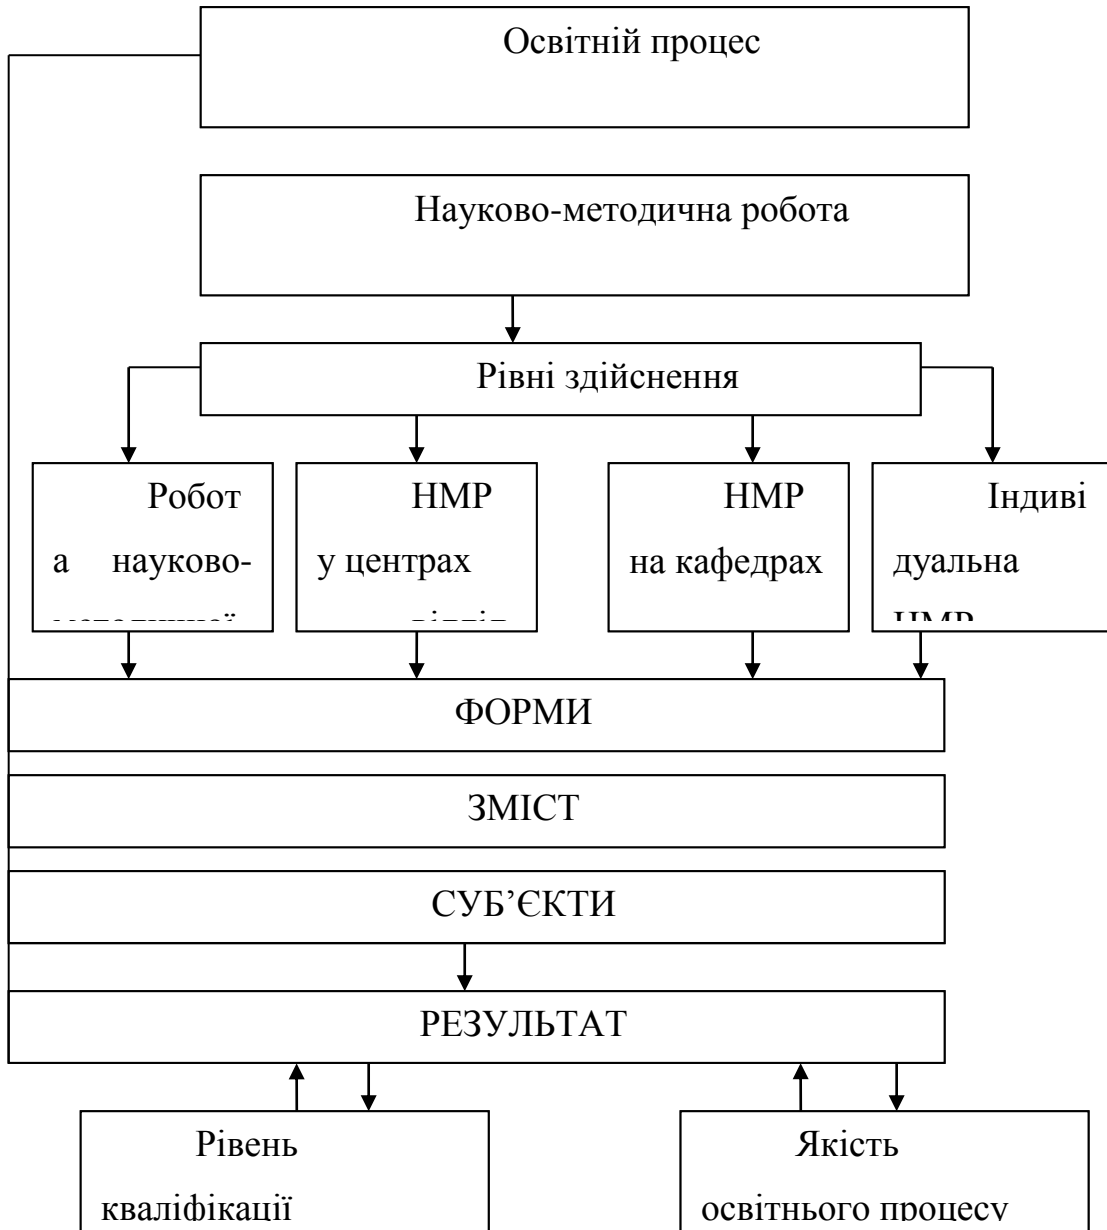 Освітній процес
Науково-методична робота
Рівні здійснення
Робот
а науково-
НМР
у центрах
НМР
на кафедрах
Індиві
дуальна
НМР
ФОРМИ
ЗМІСТ
СУБ’ЄКТИ
РЕЗУЛЬТАТ
Рівень
кваліфікації
Якість
освітнього процесу